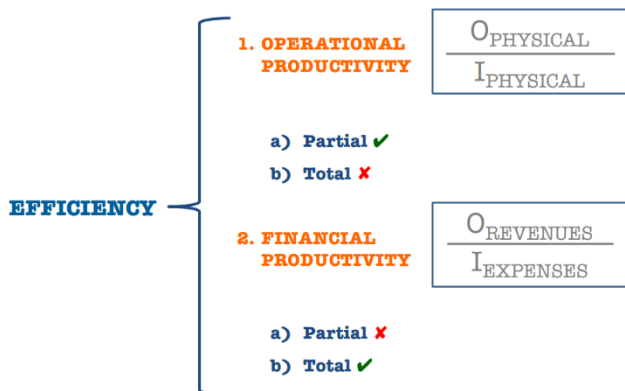 1. OPERATIONAL
PRODUCTIVITY
OPHYSICAL
IPHYSICAL
a) Partial ✔
b) Total ✘
EFFICIENCY
2. FINANCIAL
PRODUCTIVITY
OREVENUES
IEXPENSES
a) Partial ✘
b) Total ✔